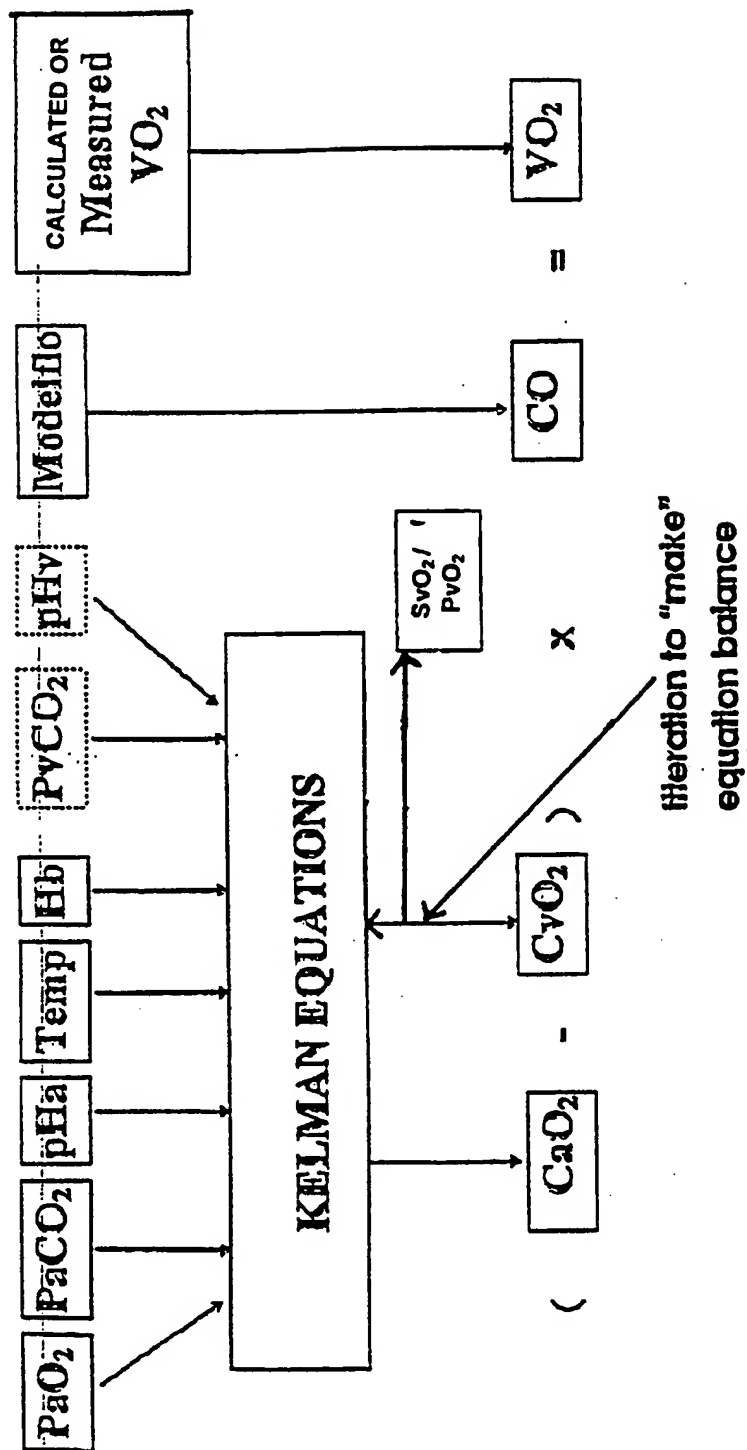 PaO₂
PaCO₂
pHa
Temp
Hb
PvCO₂
pHv
Modelflo
CALCULATED OR
Measured
VO₂
KELMAN EQUATIONS
SvO₂/ '
PvO₂
(
CaO₂
-
CvO₂
)
X
CO
=
VO₂
itteration to "make"
equation balance